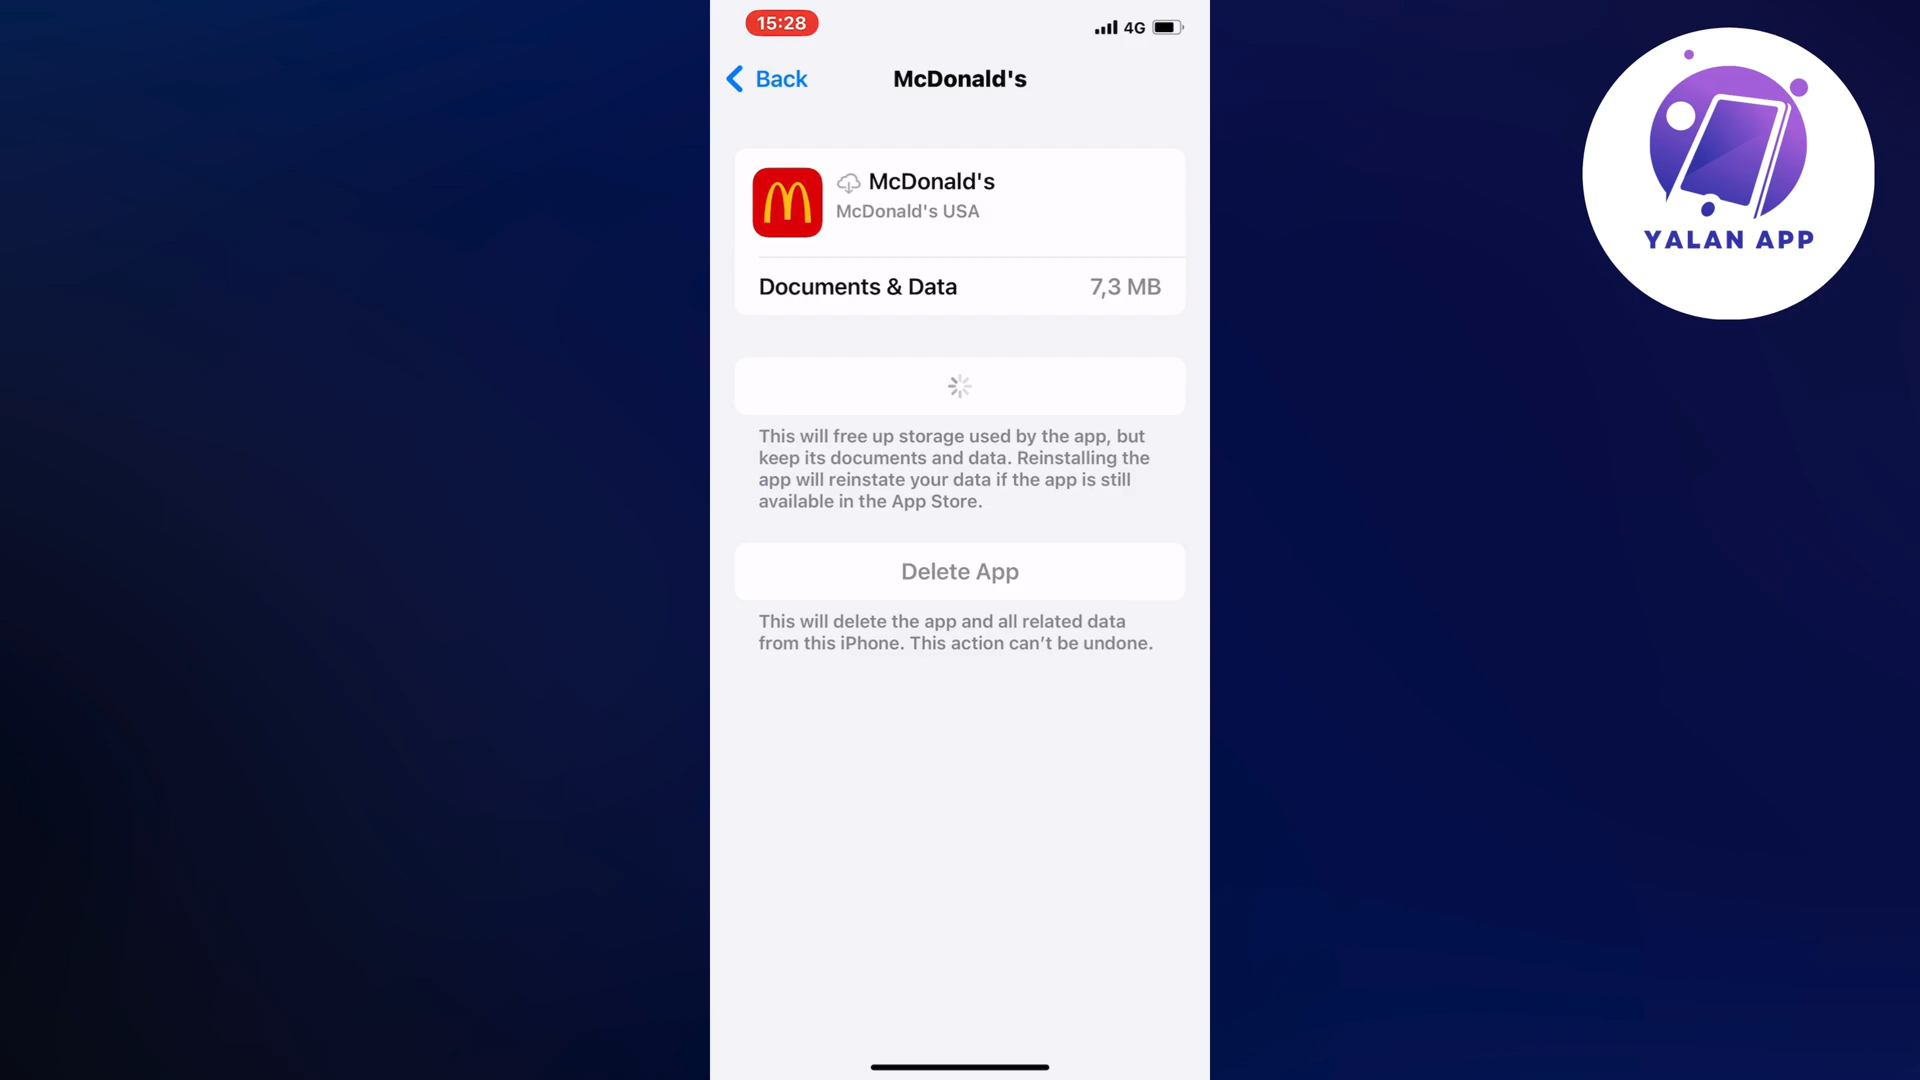 15:28
4G
Back
McDonald's
McDonald's
McDonald's USA
Documents & Data
7,3 MB
This will free up storage used by the app, but
keep its documents and data. Reinstalling the
app will reinstate your data if the app is still
available in the App Store.
Delete App
This will delete the app and all related data
from this iPhone. This action can’t be undone.
YALAN APP